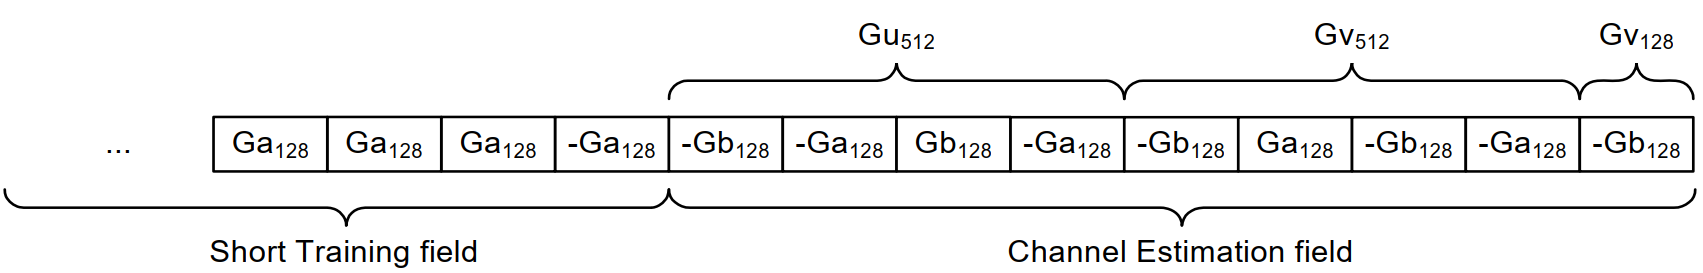 Gu512 Gv512 Gv128
... Ga128 Ga128 Ga128 -Ga128 -Gb128 -Ga128 Gb128 -Ga128 -Gb128 Ga128 -Gb128 -Ga128 -Gb128
Short Training field Channel Estimation field